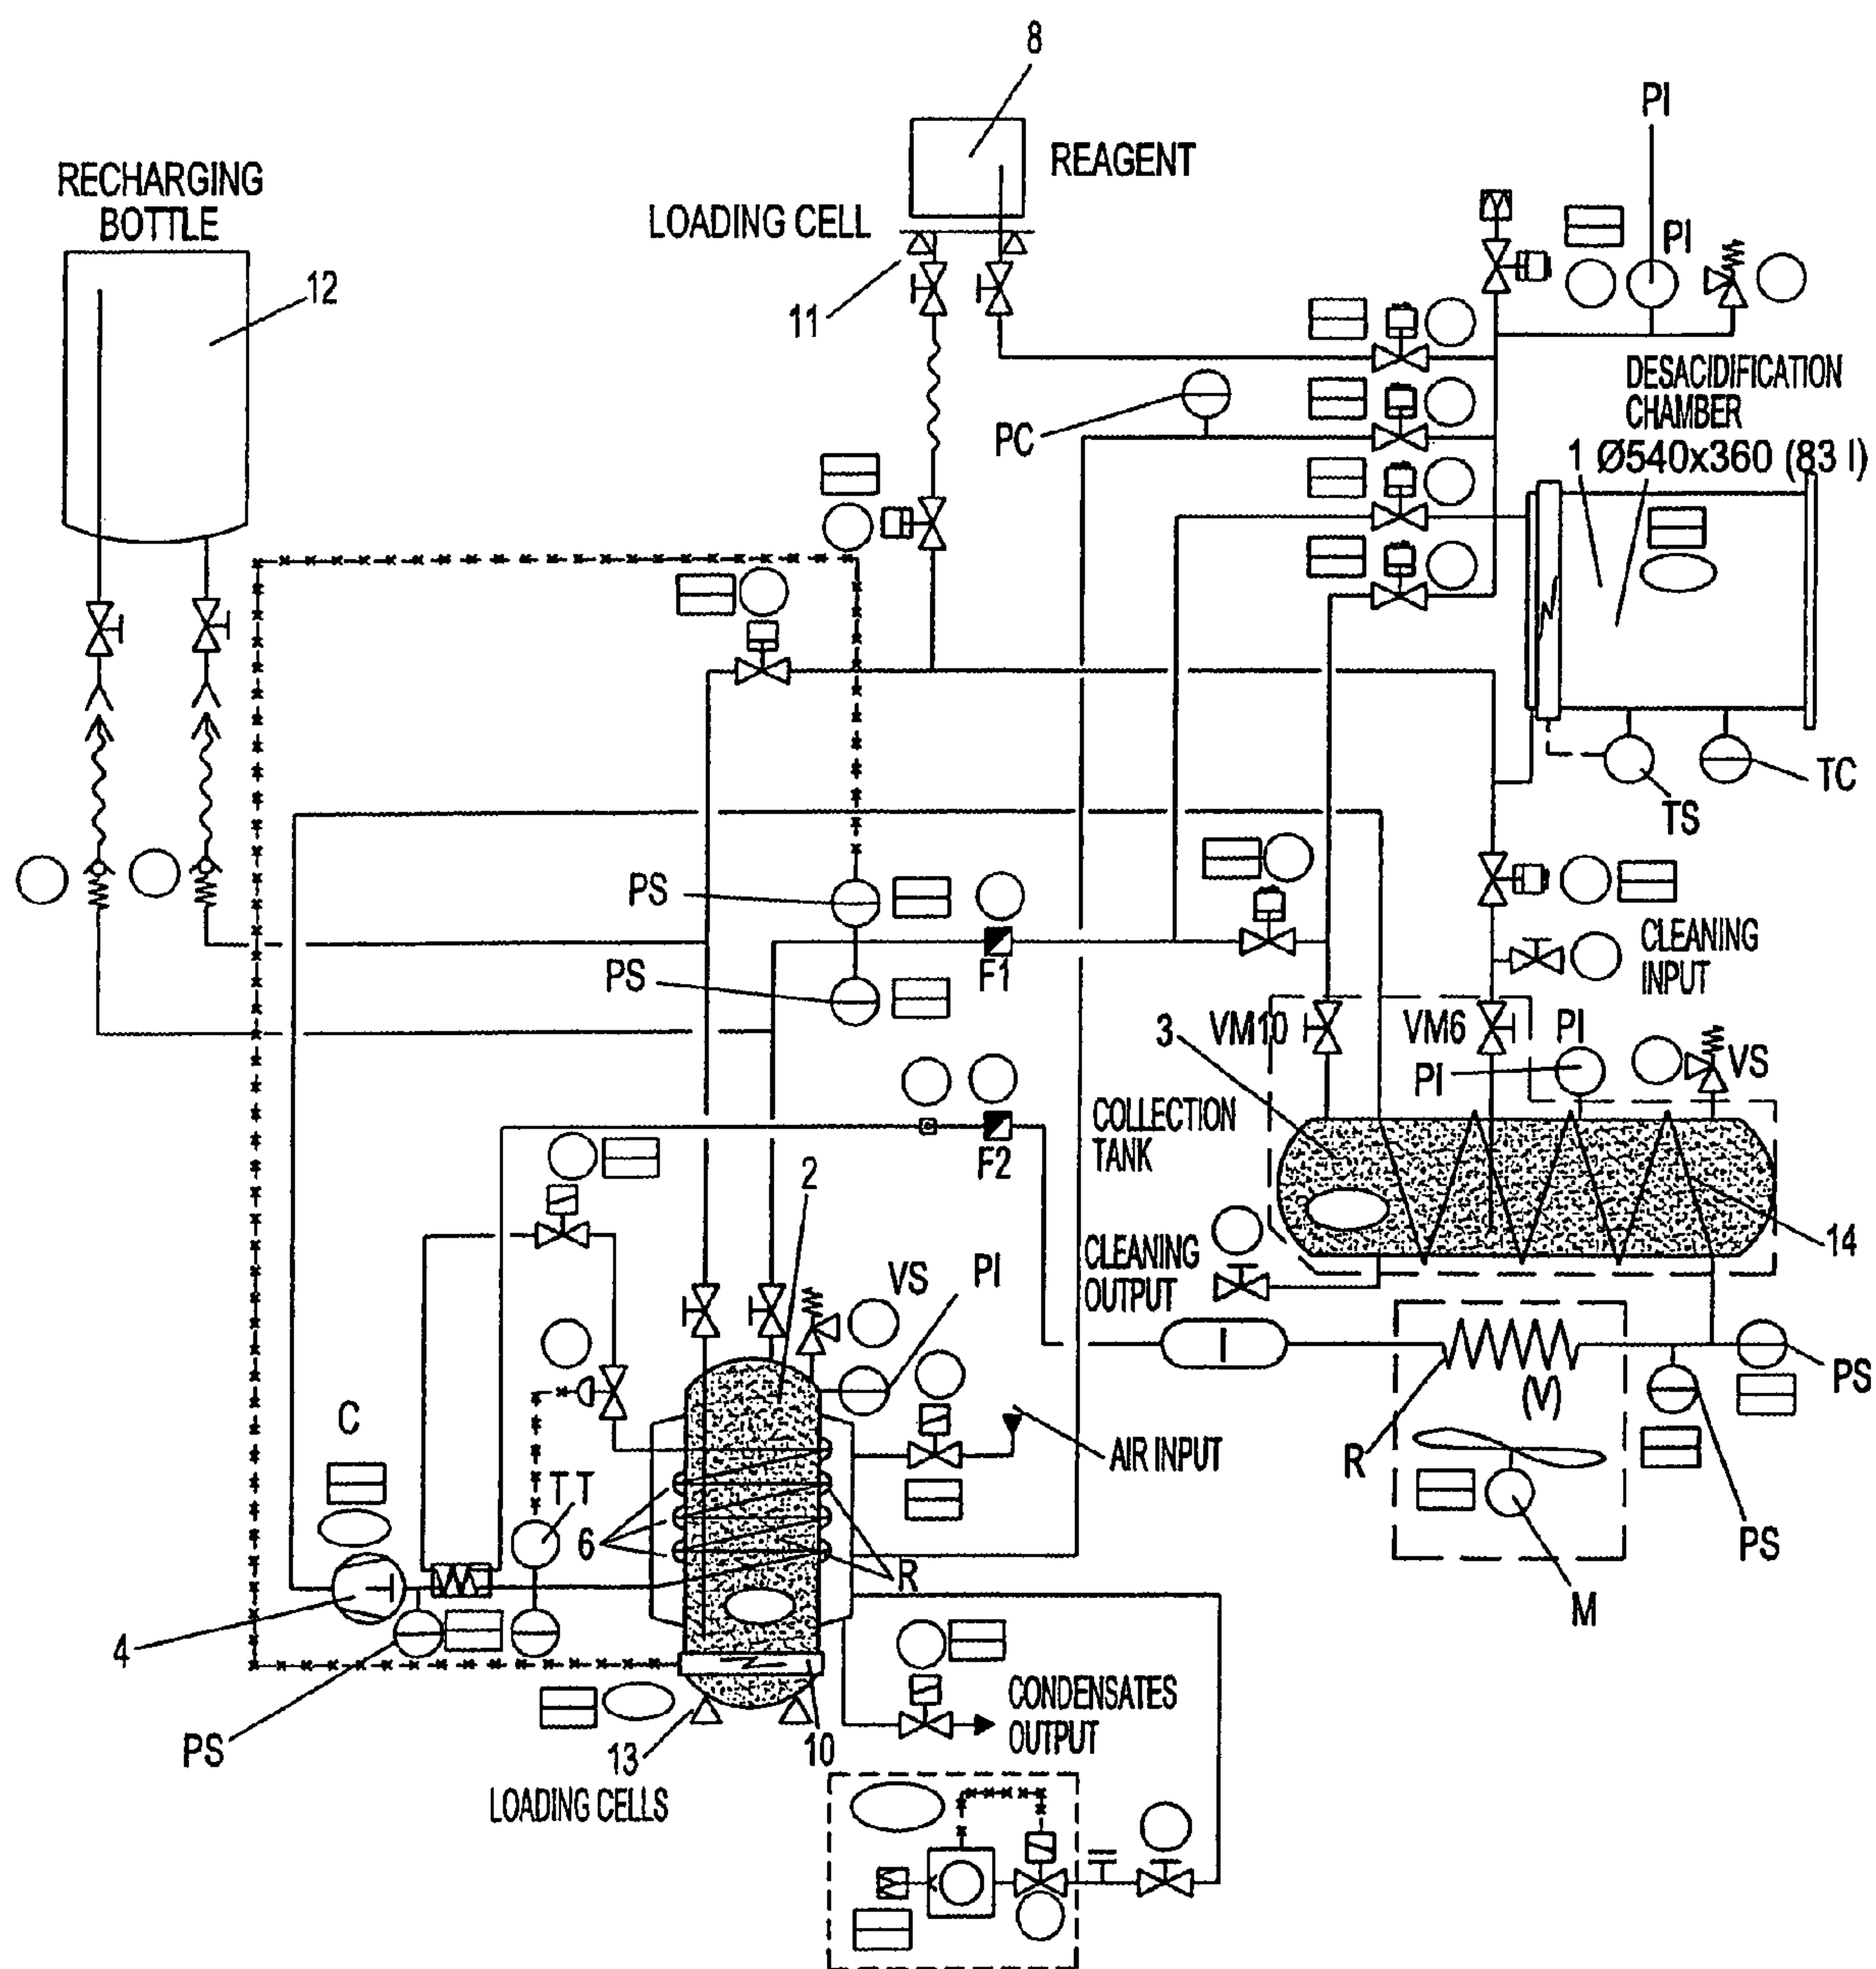 8
PI
RECHARGING
BOTTLE
REAGENT
LOADING CELL
PI
12
11
DESACIDIFICATION
CHAMBER
1 Ø540x360 (83 l)
PC
TC
TS
PS
F1
PS
CLEANING
INPUT
VM10
VM6
PI
3
PI
VS
COLLECTION
TANK
F2
2
14
CLEANING
OUTPUT
VS
PI
I
R
(V)
PS
AIR INPUT
C
TT
6
R
PS
M
4
PS
CONDENSATES
OUTPUT
13
10
LOADING CELLS